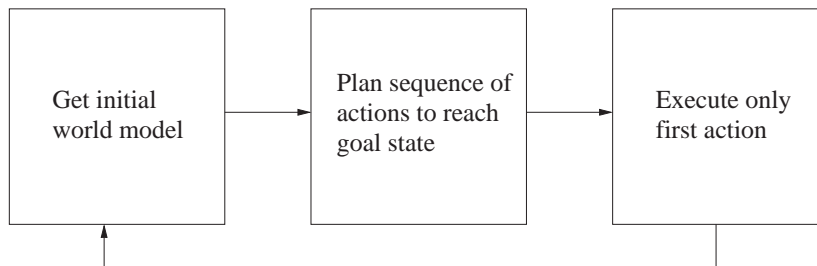 Get initial
world model
Plan sequence of
actions to reach
goal state
Execute only
first action